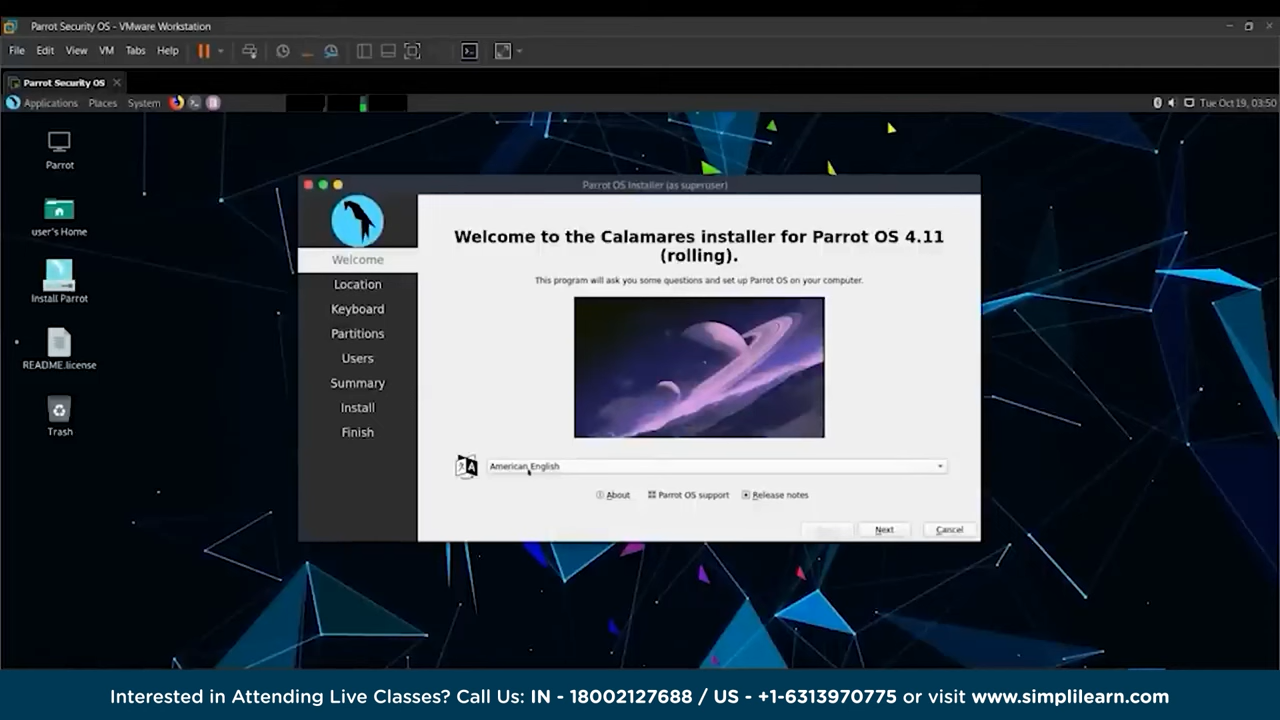 Parrot Security OS - VMware Workstation
File Edit View VM Tabs Help
Parrot Security OS
Applications Places System
Tue Oct 19, 03:50
Parrot
user's Home
Install Parrot
README.license
Trash
Parrot OS Installer (as superuser)
Welcome
Location
Keyboard
Partitions
Users
Summary
Install
Finish
Welcome to the Calamares installer for Parrot OS 4.11
(rolling).
This program will ask you some questions and set up Parrot OS on your computer.
American English
About Parrot OS support Release notes
Next Cancel
Interested in Attending Live Classes? Call Us: IN - 18002127688 / US - +1-6313970775 or visit www.simplilearn.com